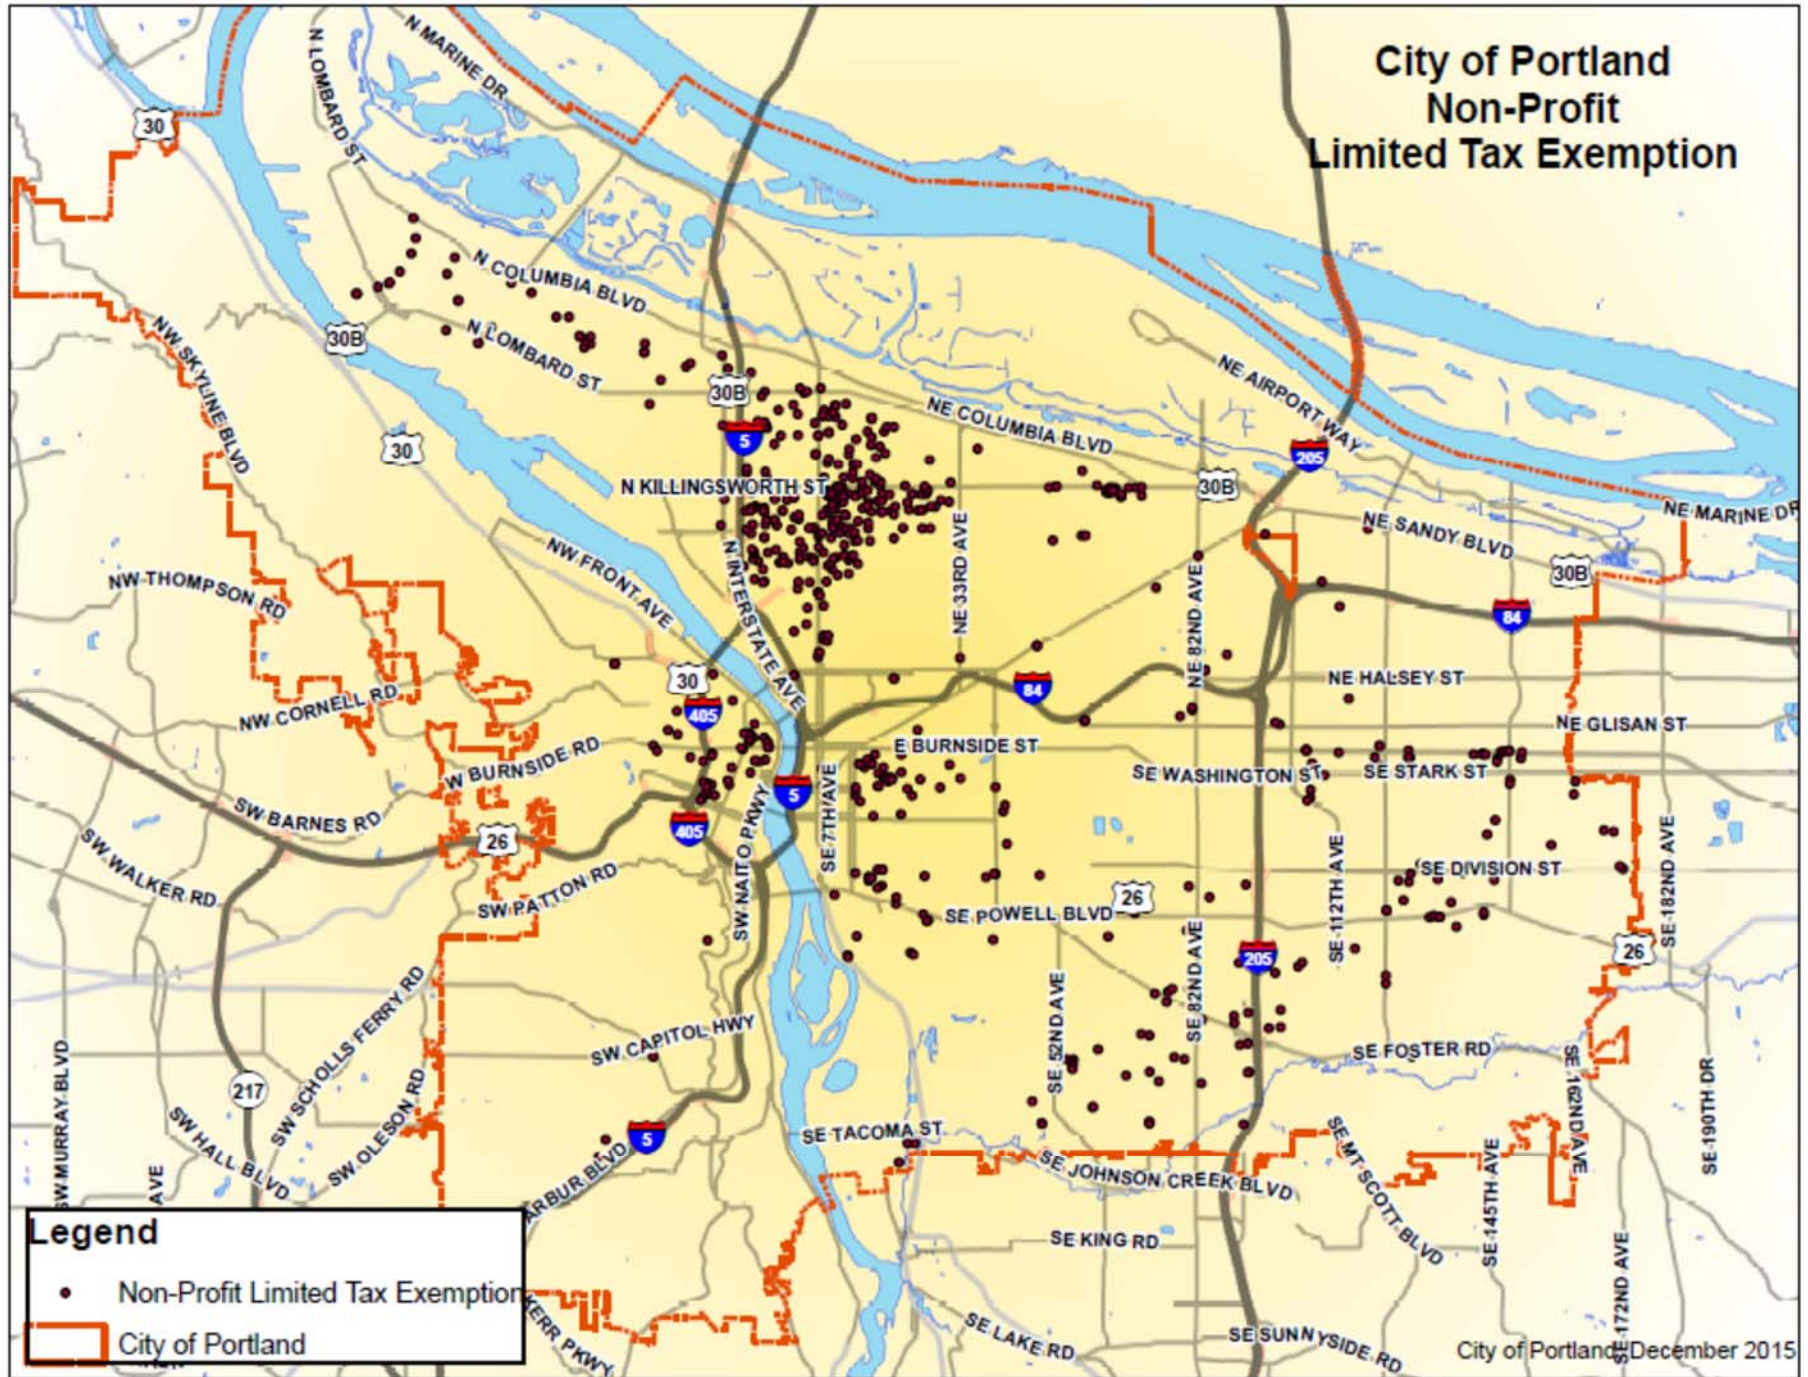 City of Portland
Non-Profit
Limited Tax Exemption
N MARINE DR
N LOMBARD ST
30
N COLUMBIA BLVD
N LOMBARD ST
30B
NW SKYLINE BLVD
30
30B
5
NE AIRPORT WAY
NE COLUMBIA BLVD
205
N KILLINGSWORTH ST
30B
NE MARINE DR
NE SANDY BLVD
30B
NE 33RD AVE
NW THOMPSON RD
NW FRONT AVE
N INTERSTATE AVE
NE 82ND AVE
84
30
84
NE HALSEY ST
NW CORNELL RD
405
NE GLISAN ST
W BURNSIDE RD
E BURNSIDE ST
SE WASHINGTON ST
SE STARK ST
5
SW BARNES RD
405
26
SE 7TH AVE
SW NAITO PKWY
SW WALKER RD
SW PATTON RD
SE DIVISION ST
26
SE POWELL BLVD
SE 112TH AVE
SE 182ND AVE
26
205
SE 82ND AVE
SE 52ND AVE
SW SCHOLLS FERRY RD
SW CAPITOL HWY
SE FOSTER RD
SE 162ND AVE
SW MURRAY BLVD
217
SW OLESON RD
SW HALL BLVD
SE 190TH DR
5
SE TACOMA ST
SE JOHNSON CREEK BLVD
SE MT SCOTT BLVD
SE 145TH AVE
AVE
ARBUR BLVD
SE KING RD
SE 172ND AVE
Legend
Non-Profit Limited Tax Exemption
City of Portland
KERR PKWY
SE LAKE RD
SE SUNNYSIDE RD
City of Portland, December 2015